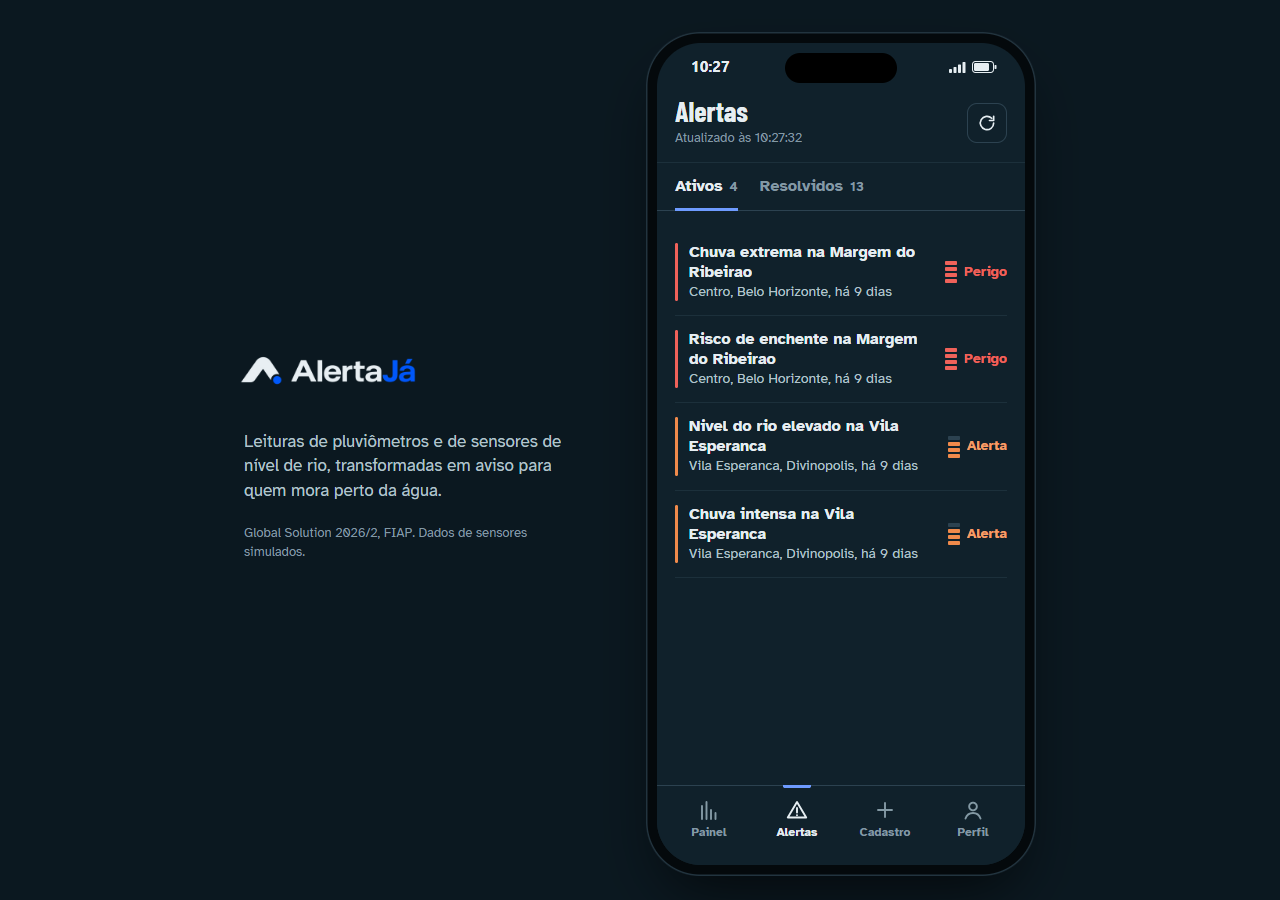 AlertaJá
Leituras de pluviômetros e de sensores de
nível de rio, transformadas em aviso para
quem mora perto da água.
Global Solution 2026/2, FIAP. Dados de sensores
simulados.
10:27
Alertas
Atualizado às 10:27:32
Ativos 4 Resolvidos 13
Chuva extrema na Margem do
Ribeirao
Centro, Belo Horizonte, há 9 dias
Perigo
Risco de enchente na Margem
do Ribeirao
Centro, Belo Horizonte, há 9 dias
Perigo
Nivel do rio elevado na Vila
Esperanca
Vila Esperanca, Divinopolis, há 9 dias
Alerta
Chuva intensa na Vila
Esperanca
Vila Esperanca, Divinopolis, há 9 dias
Alerta
Painel Alertas Cadastro Perfil